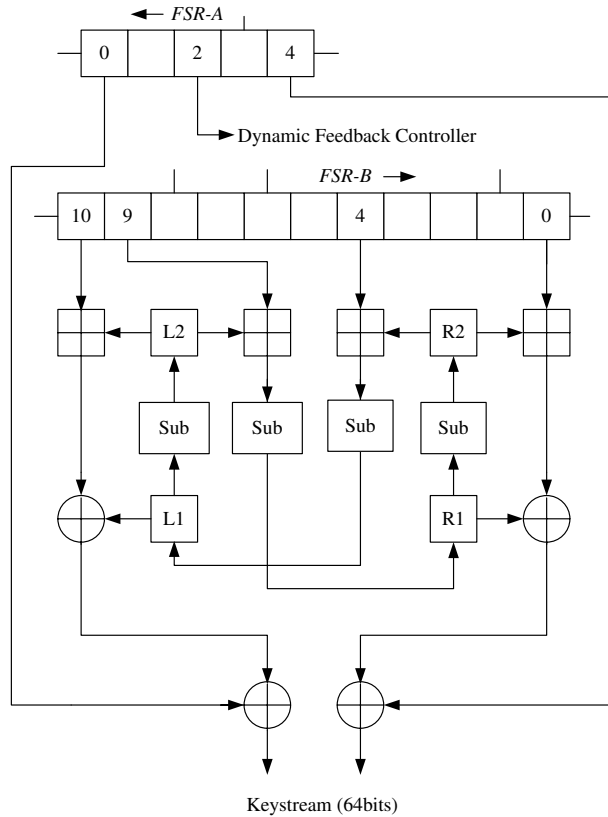 FSR-A
0 2 4
Dynamic Feedback Controller
FSR-B
10 9 4 0
L2 R2
Sub Sub Sub Sub
L1 R1
Keystream (64bits)